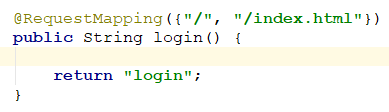 @RequestMapping({"/", "/index.html"})
public String login() {
return "login";
}